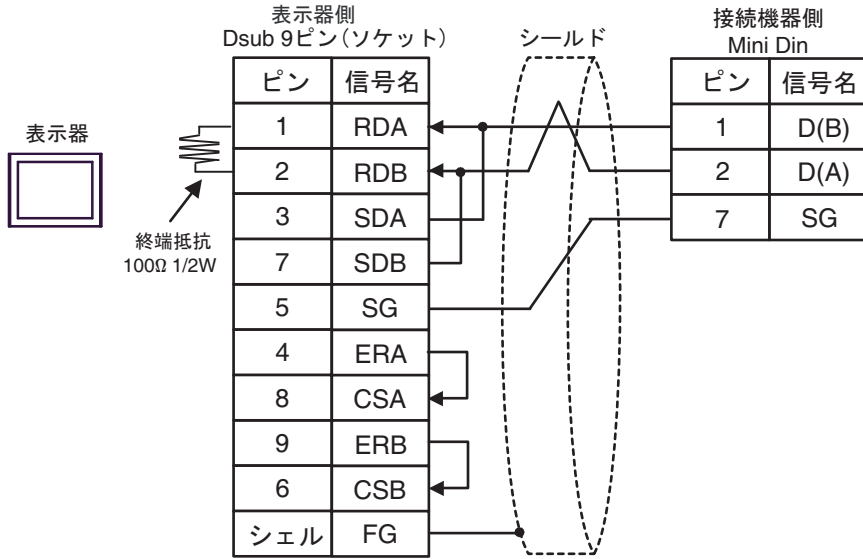 表示器側
Dsub 9ピン(ソケット)
シールド
接続機器側
Mini Din
ピン 信号名
ピン 信号名
表示器
1 RDA
1 D(B)
2 RDB
2 D(A)
3 SDA
7 SG
終端抵抗
100Ω 1/2W
7 SDB
5 SG
4 ERA
8 CSA
9 ERB
6 CSB
シェル FG